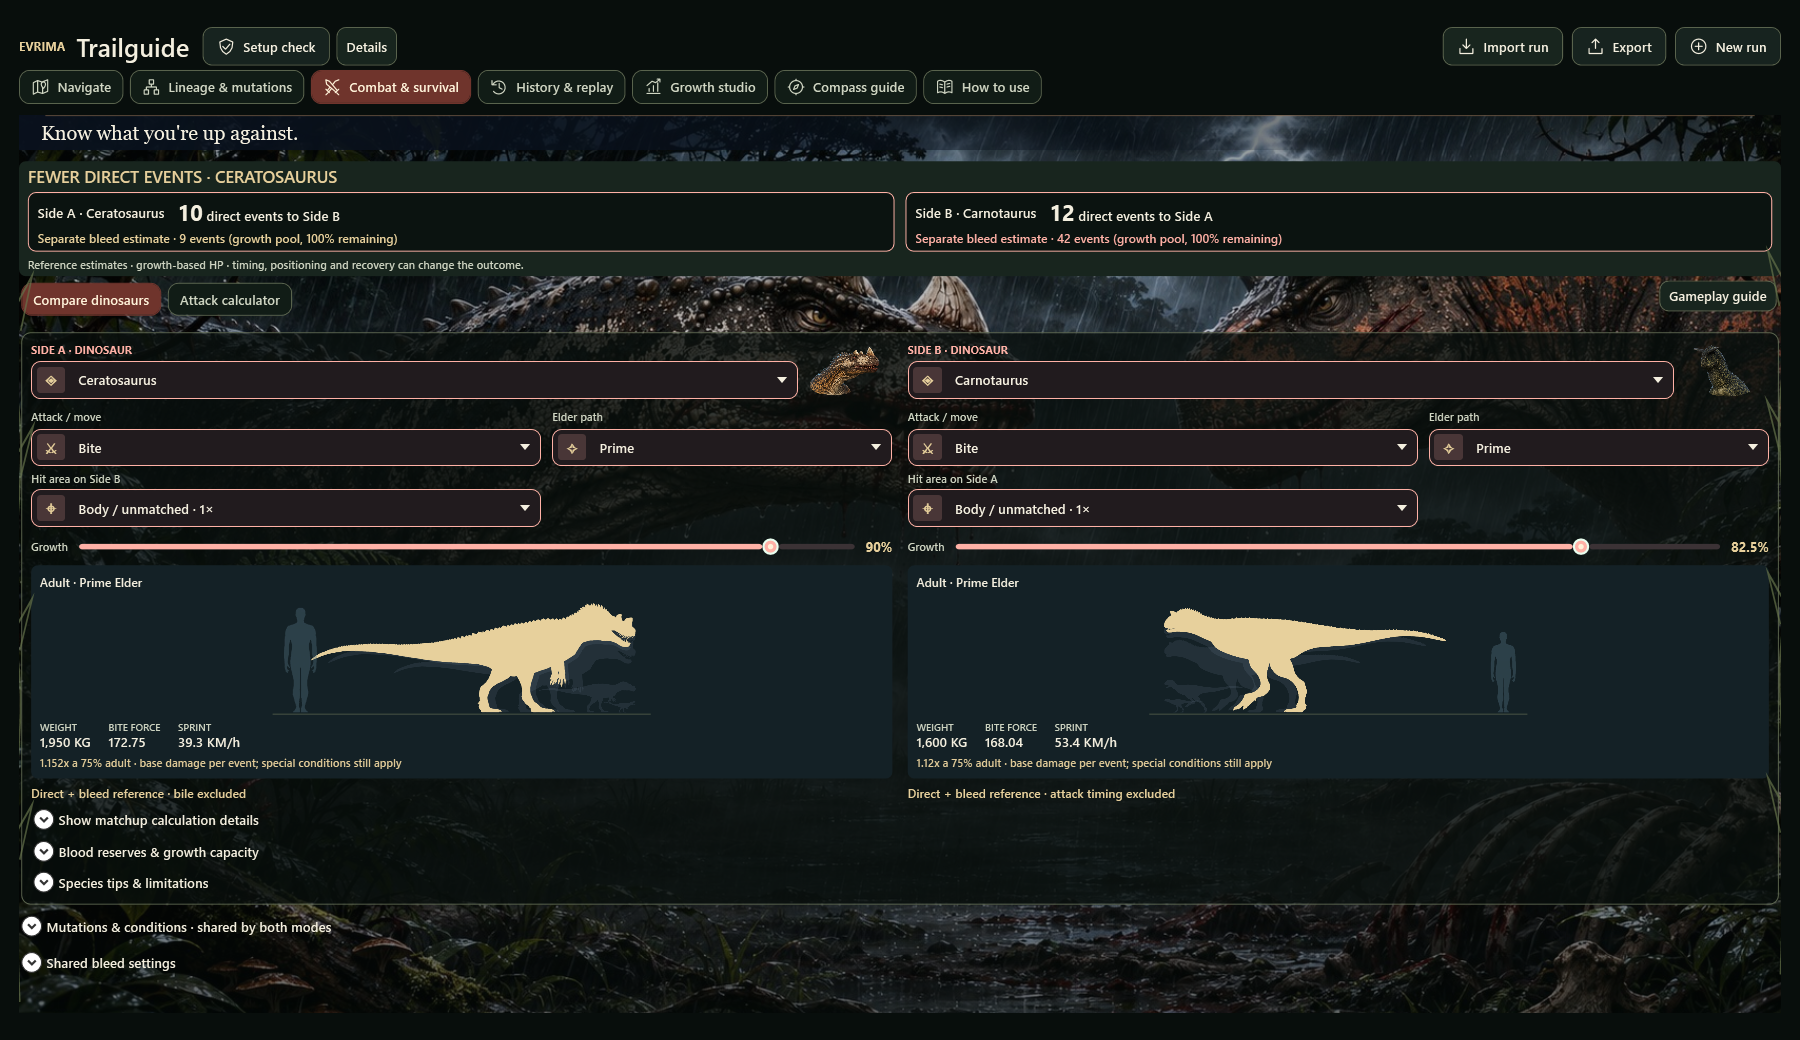 EVRIMA Trailguide Setup check Details Import run Export New run
Navigate Lineage & mutations Combat & survival History & replay Growth studio Compass guide How to use
Know what you're up against.
FEWER DIRECT EVENTS · CERATOSAURUS
Side A · Ceratosaurus 10 direct events to Side B
Separate bleed estimate · 9 events (growth pool, 100% remaining)
Side B · Carnotaurus 12 direct events to Side A
Separate bleed estimate · 42 events (growth pool, 100% remaining)
Reference estimates · growth-based HP · timing, positioning and recovery can change the outcome.
Compare dinosaurs Attack calculator Gameplay guide
SIDE A · DINOSAUR
Ceratosaurus
Attack / move Elder path
Bite Prime
Hit area on Side B
Body / unmatched · 1×
Growth 90%
Adult · Prime Elder
WEIGHT BITE FORCE SPRINT
1,950 KG 172.75 39.3 KM/h
1.152x a 75% adult · base damage per event; special conditions still apply
Direct + bleed reference · bile excluded
SIDE B · DINOSAUR
Carnotaurus
Attack / move Elder path
Bite Prime
Hit area on Side A
Body / unmatched · 1×
Growth 82.5%
Adult · Prime Elder
WEIGHT BITE FORCE SPRINT
1,600 KG 168.04 53.4 KM/h
1.12x a 75% adult · base damage per event; special conditions still apply
Direct + bleed reference · attack timing excluded
Show matchup calculation details
Blood reserves & growth capacity
Species tips & limitations
Mutations & conditions · shared by both modes
Shared bleed settings